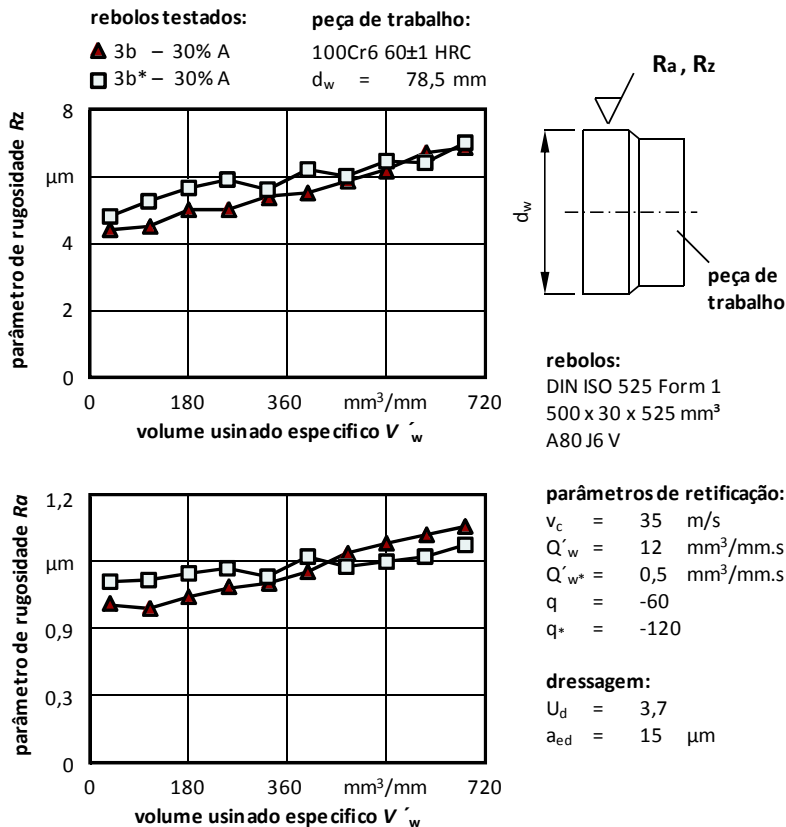 rebolos testados:
3b – 30% A
3b* – 30% A
peça de trabalho:
100Cr6 60±1 HRC
d_w = 78,5 mm
parâmetro de rugosidade Rz
8
µm
4
2
0
0 180 360 mm³/mm 720
volume usinado especifico V ´w
Ra , Rz
d_w
peça de
trabalho
rebolos:
DIN ISO 525 Form 1
500 x 30 x 525 mm³
A80 J6 V
parâmetro de rugosidade Ra
1,2
µm
0,9
0,3
0
0 180 360 mm³/mm 720
volume usinado especifico V ´w
parâmetros de retificação:
v_c = 35 m/s
Q´w = 12 mm³/mm.s
Q´w* = 0,5 mm³/mm.s
q = -60
q* = -120
dressagem:
U_d = 3,7
a_ed = 15 µm